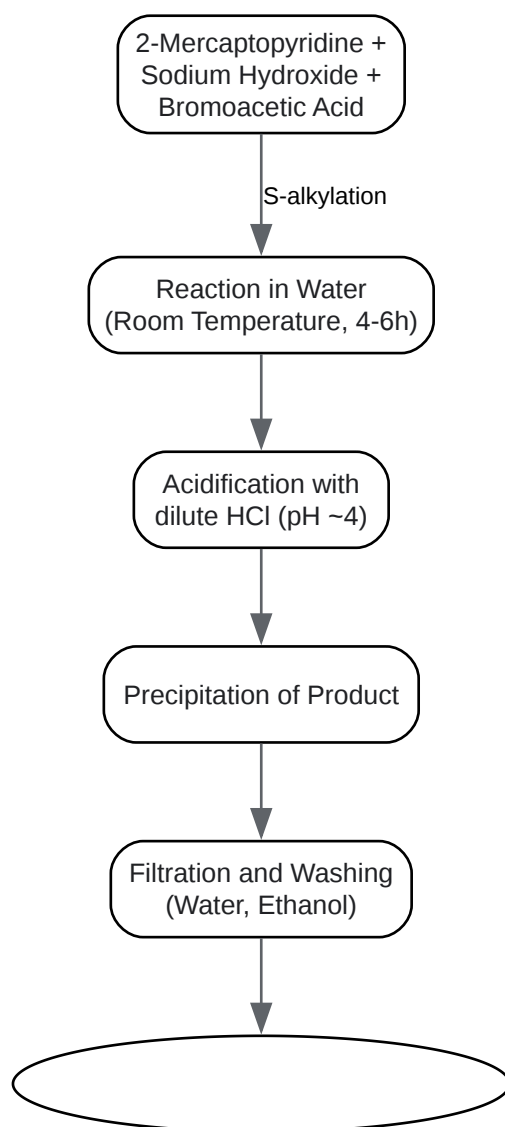 2-Mercaptopyridine +
Sodium Hydroxide +
Bromoacetic Acid
S-alkylation
Reaction in Water
(Room Temperature, 4-6h)
Acidification with
dilute HCl (pH ~4)
Precipitation of Product
Filtration and Washing
(Water, Ethanol)